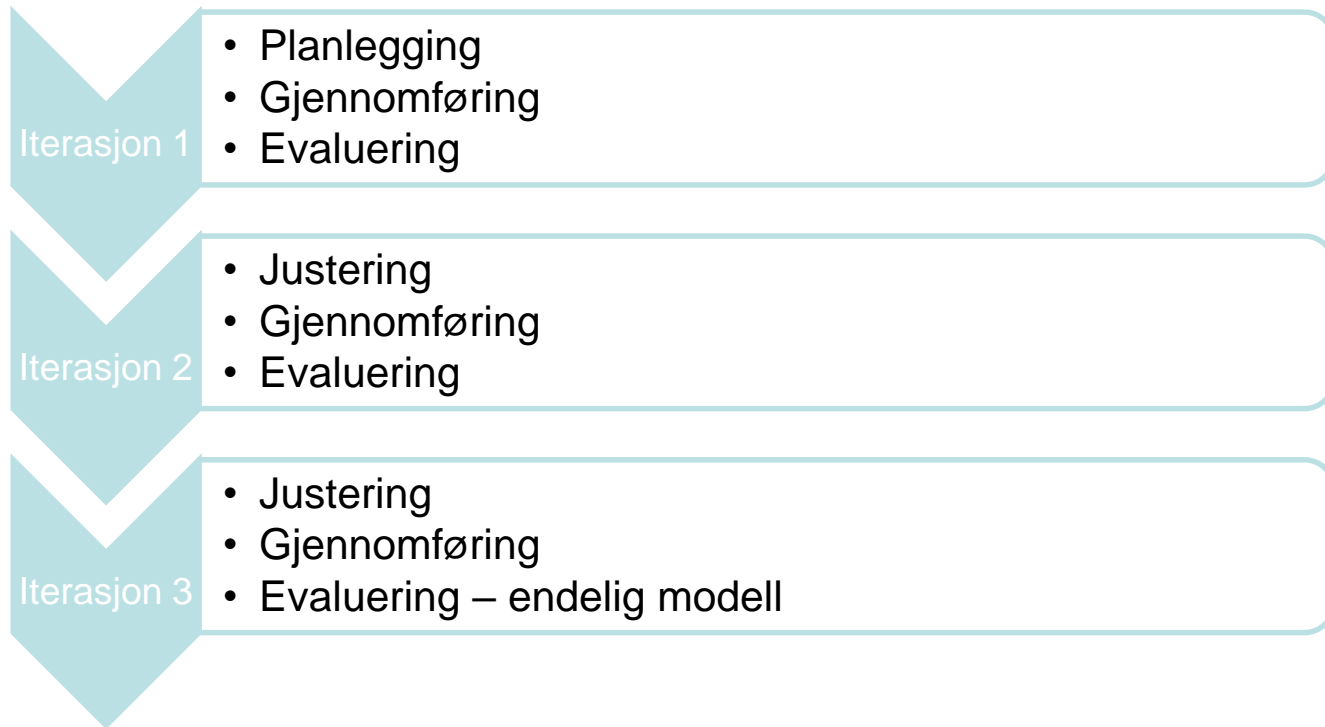 Iterasjon 1
• Planlegging
• Gjennomføring
• Evaluering
Iterasjon 2
• Justering
• Gjennomføring
• Evaluering
Iterasjon 3
• Justering
• Gjennomføring
• Evaluering – endelig modell